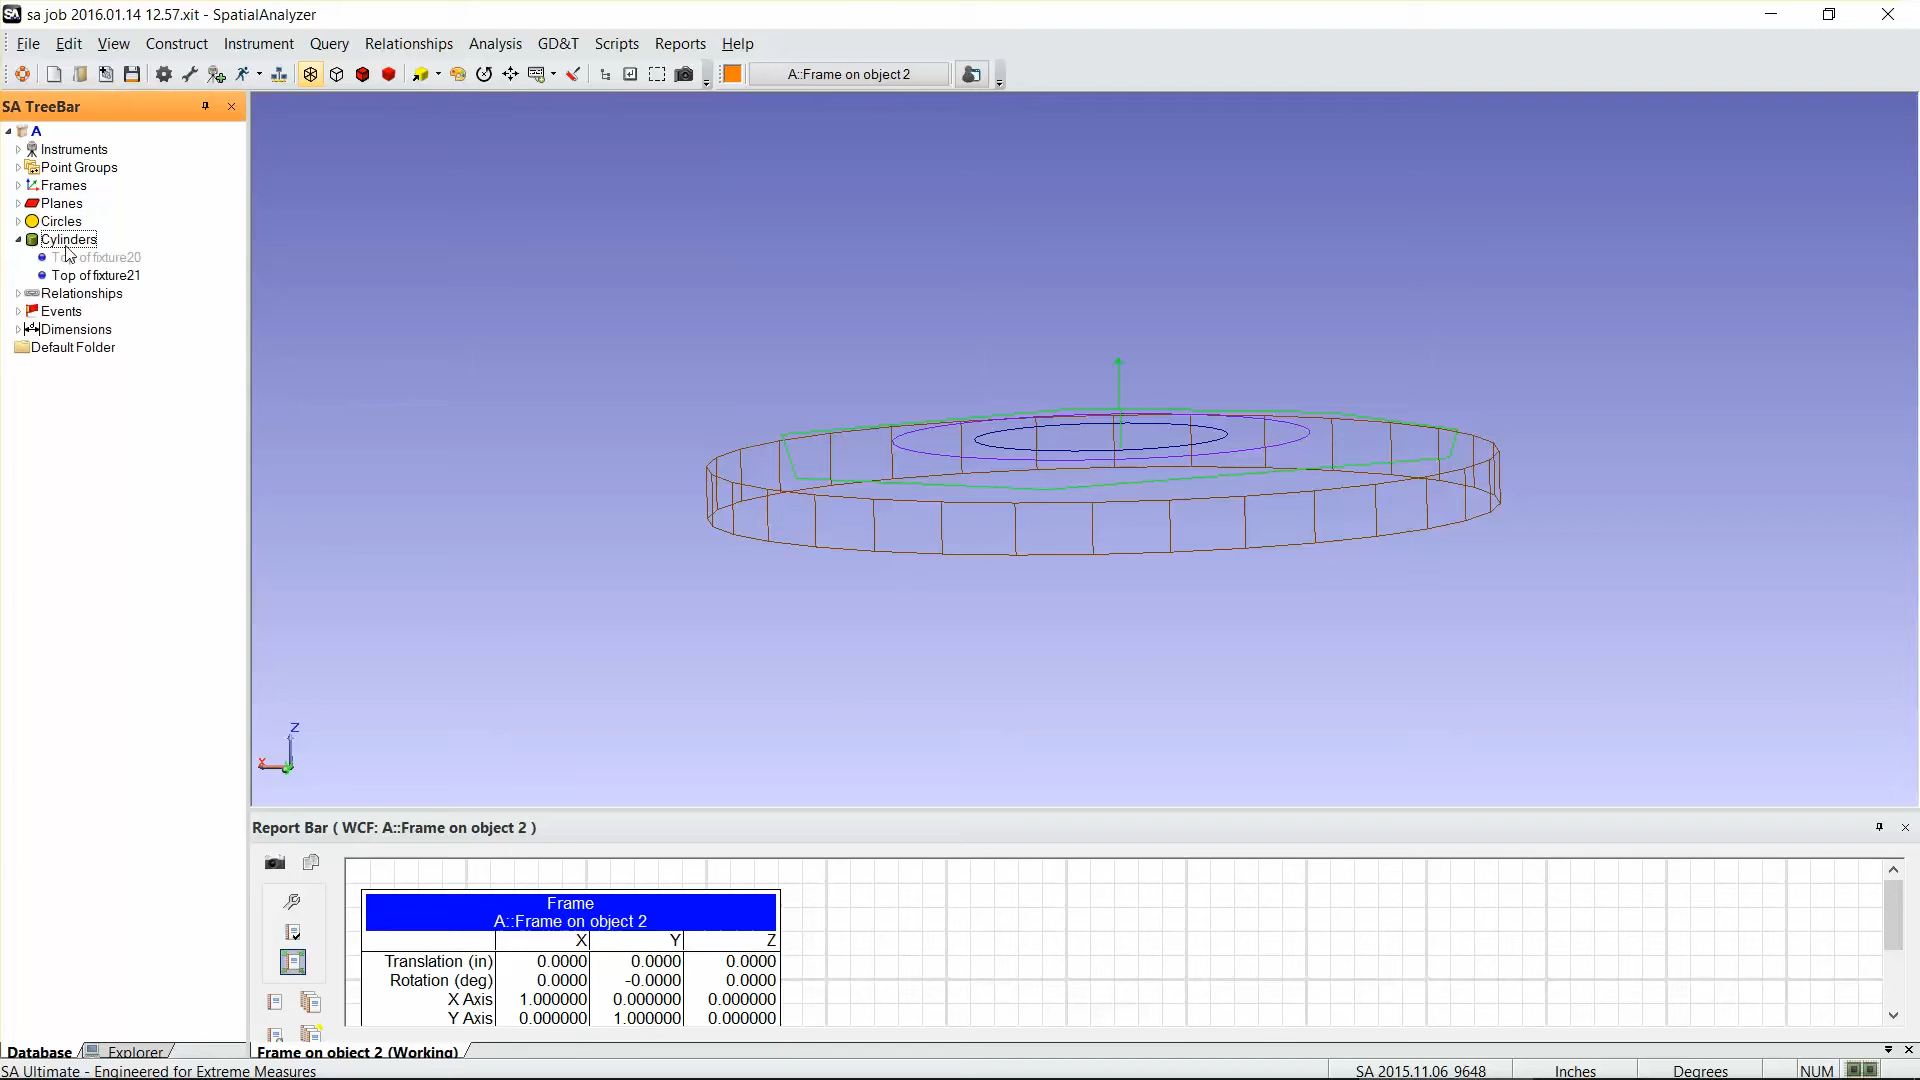 sa job 2016.01.14 12.57.xit - SpatialAnalyzer
File Edit View Construct Instrument Query Relationships Analysis GD&T Scripts Reports Help
A::Frame on object 2
SA TreeBar
A
Instruments
Point Groups
Frames
Planes
Circles
Cylinders
Top of fixture20
Top of fixture21
Relationships
Events
Dimensions
Default Folder
Z
X
Report Bar ( WCF: A::Frame on object 2 )
Frame
A::Frame on object 2
X Y Z
Translation (in) 0.0000 0.0000 0.0000
Rotation (deg) 0.0000 -0.0000 0.0000
X Axis 1.000000 0.000000 0.000000
Y Axis 0.000000 1.000000 0.000000
Database Explorer Frame on object 2 (Working)
SA Ultimate - Engineered for Extreme Measures SA 2015.11.06_9648 Inches Degrees NUM